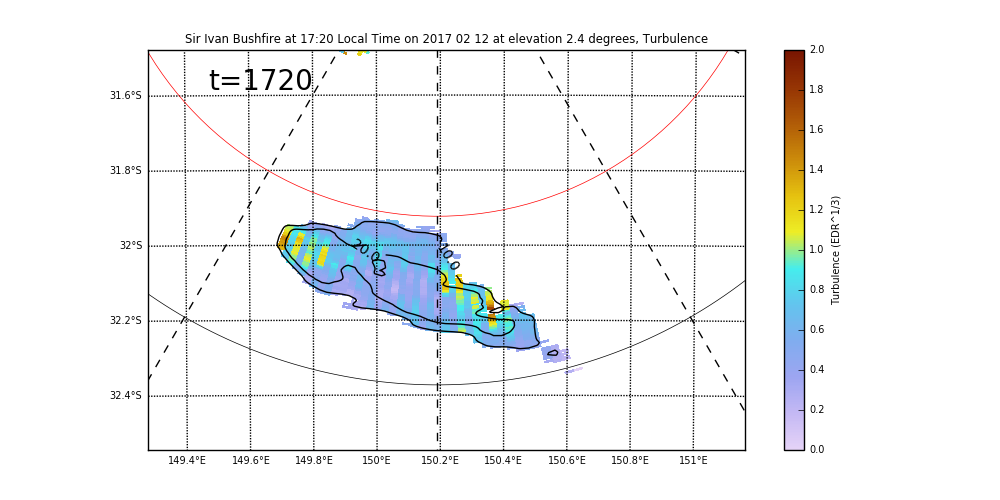 Sir Ivan Bushfire at 17:20 Local Time on 2017 02 12 at elevation 2.4 degrees, Turbulence
t=1720
31.6°S
31.8°S
32°S
32.2°S
32.4°S
20.0
149.4°E 149.6°E 149.8°E 150°E 150.2°E 150.4°E 150.6°E 150.8°E 151°E
2.0
1.8
1.6
1.4
1.2
1.0
0.8
0.6
0.4
0.2
0.0
Turbulence (EDR^1/3)